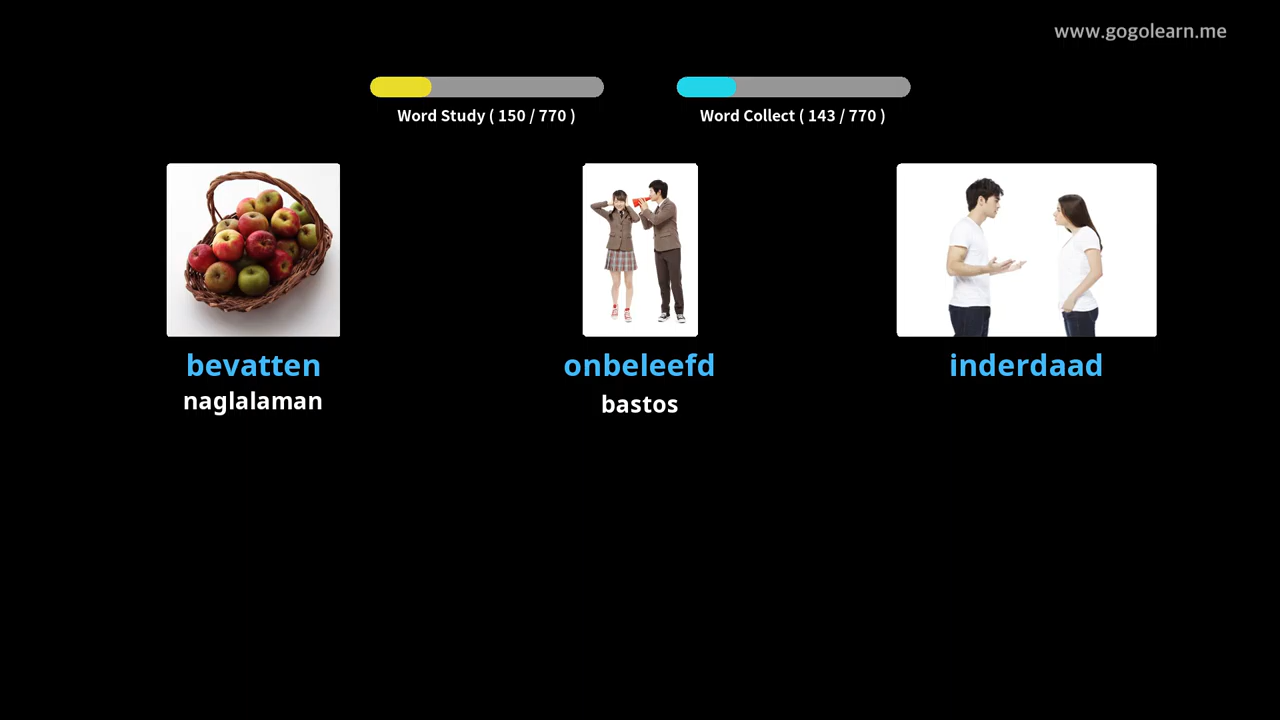 www.gogolearn.me
Word Study ( 150 / 770 )
Word Collect ( 143 / 770 )
bevatten
naglalaman
onbeleefd
bastos
inderdaad